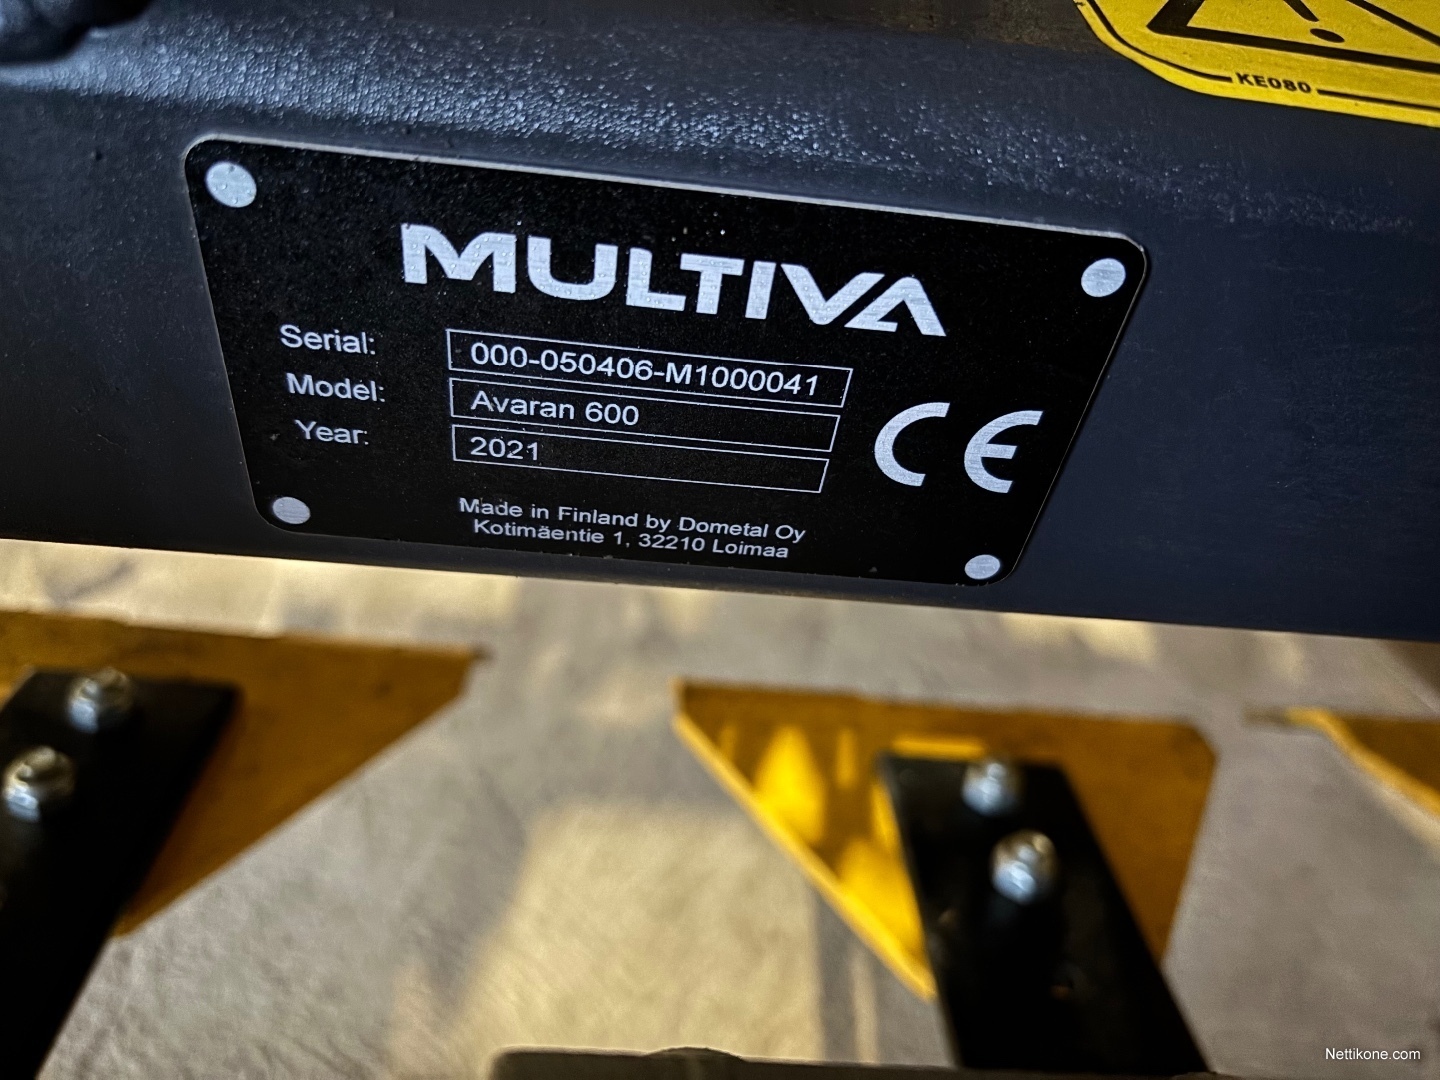 KE080
MULTIVA
Serial: 000-050406-M1000041
Model: Avaran 600
Year: 2021
CE
Made in Finland by Dometal Oy
Kotimäentie 1, 32210 Loimaa
Nettikone.com